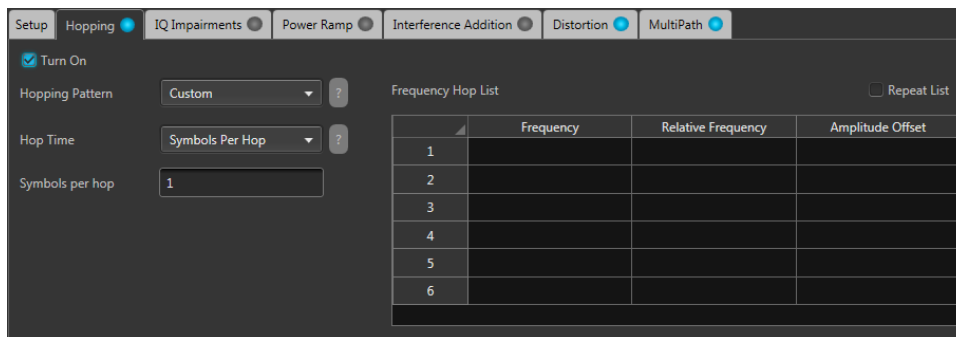 Setup Hopping IQ Impairments Power Ramp Interference Addition Distortion MultiPath
Turn On
Hopping Pattern Custom ?
Frequency Hop List Repeat List
Frequency Relative Frequency Amplitude Offset
Hop Time Symbols Per Hop ?
1
Symbols per hop 1
2
3
4
5
6